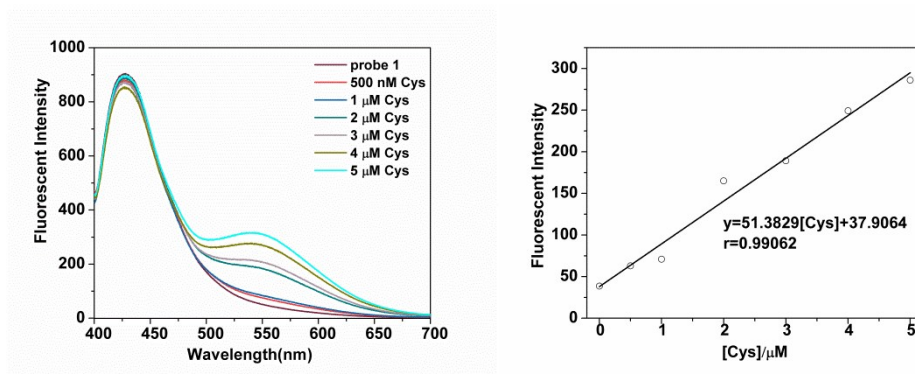 1000
800
600
400
200
0
400
450
500
550
600
650
700
Fluorescent Intensity
Wavelength(nm)
probe 1
500 nM Cys
1 μM Cys
2 μM Cys
3 μM Cys
4 μM Cys
5 μM Cys
300
250
200
150
100
50
0
0
1
2
3
4
5
Fluorescent Intensity
[Cys]/μM
y=51.3829[Cys]+37.9064
r=0.99062